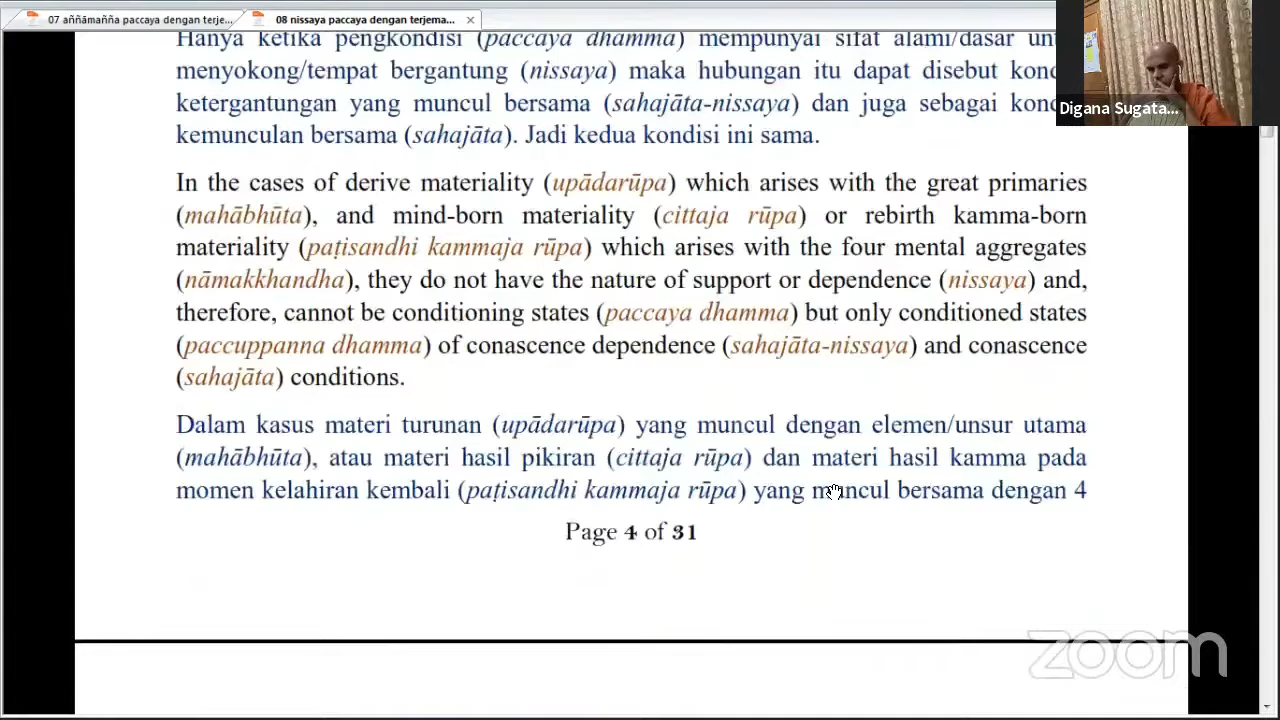 07 aññāmañña paccaya dengan terje...
08 nissaya paccaya dengan terjema...
Hanya ketika pengkondisi (paccaya dhamma) mempunyai sifat alami/dasar
menyokong/tempat bergantung (nissaya) maka hubungan itu dapat disebut
ketergantungan yang muncul bersama (sahajāta-nissaya) dan juga sebagai
kemunculan bersama (sahajāta). Jadi kedua kondisi ini sama.
In the cases of derive materiality (upādarūpa) which arises with the great primaries
(mahābhūta), and mind-born materiality (cittaja rūpa) or rebirth kamma-born
materiality (paṭisandhi kammaja rūpa) which arises with the four mental aggregates
(nāmakkhandha), they do not have the nature of support or dependence (nissaya) and,
therefore, cannot be conditioning states (paccaya dhamma) but only conditioned states
(paccuppanna dhamma) of conascence dependence (sahajāta-nissaya) and conascence
(sahajāta) conditions.
Dalam kasus materi turunan (upādarūpa) yang muncul dengan elemen/unsur utama
(mahābhūta), atau materi hasil pikiran (cittaja rūpa) dan materi hasil kamma pada
momen kelahiran kembali (paṭisandhi kammaja rūpa) yang muncul bersama dengan 4
Page 4 of 31
Digana Sugata...
zoom